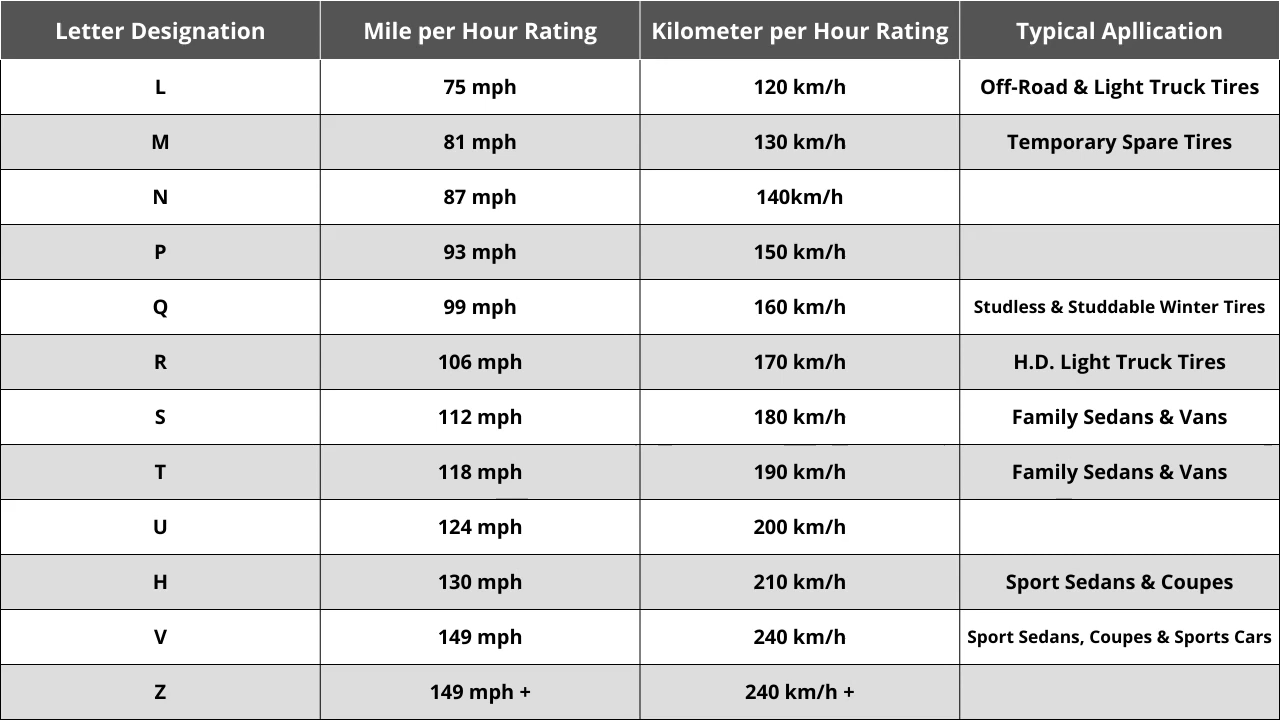 Letter Designation Mile per Hour Rating Kilometer per Hour Rating Typical Apllication
L 75 mph 120 km/h Off-Road & Light Truck Tires
M 81 mph 130 km/h Temporary Spare Tires
N 87 mph 140km/h
P 93 mph 150 km/h
Q 99 mph 160 km/h Studless & Studdable Winter Tires
R 106 mph 170 km/h H.D. Light Truck Tires
S 112 mph 180 km/h Family Sedans & Vans
T 118 mph 190 km/h Family Sedans & Vans
U 124 mph 200 km/h
H 130 mph 210 km/h Sport Sedans & Coupes
V 149 mph 240 km/h Sport Sedans, Coupes & Sports Cars
Z 149 mph + 240 km/h +